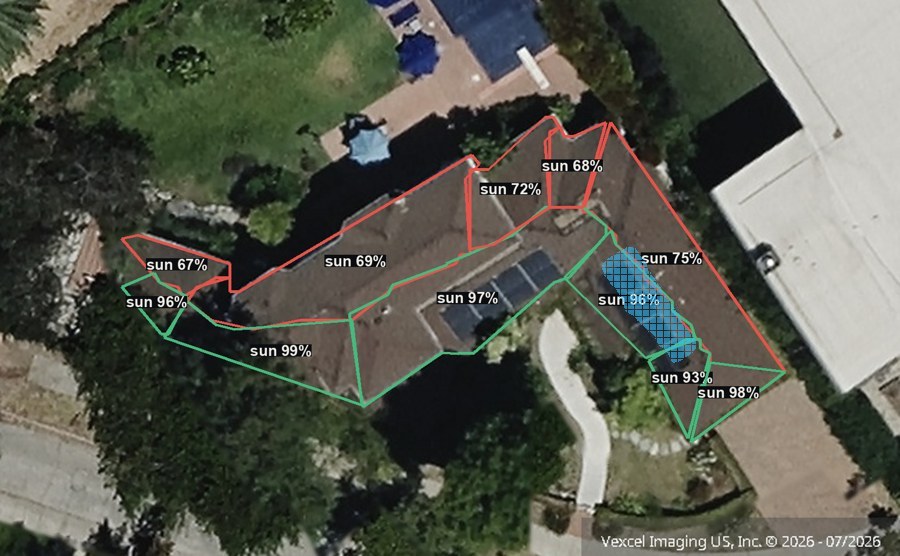 sun 68%
sun 72%
sun 75%
sun 69%
sun 67%
sun 97%
sun 96%
sun 96%
sun 99%
sun 93%
sun 98%
Vexcel Imaging US, Inc. © 2026 - 07/2026